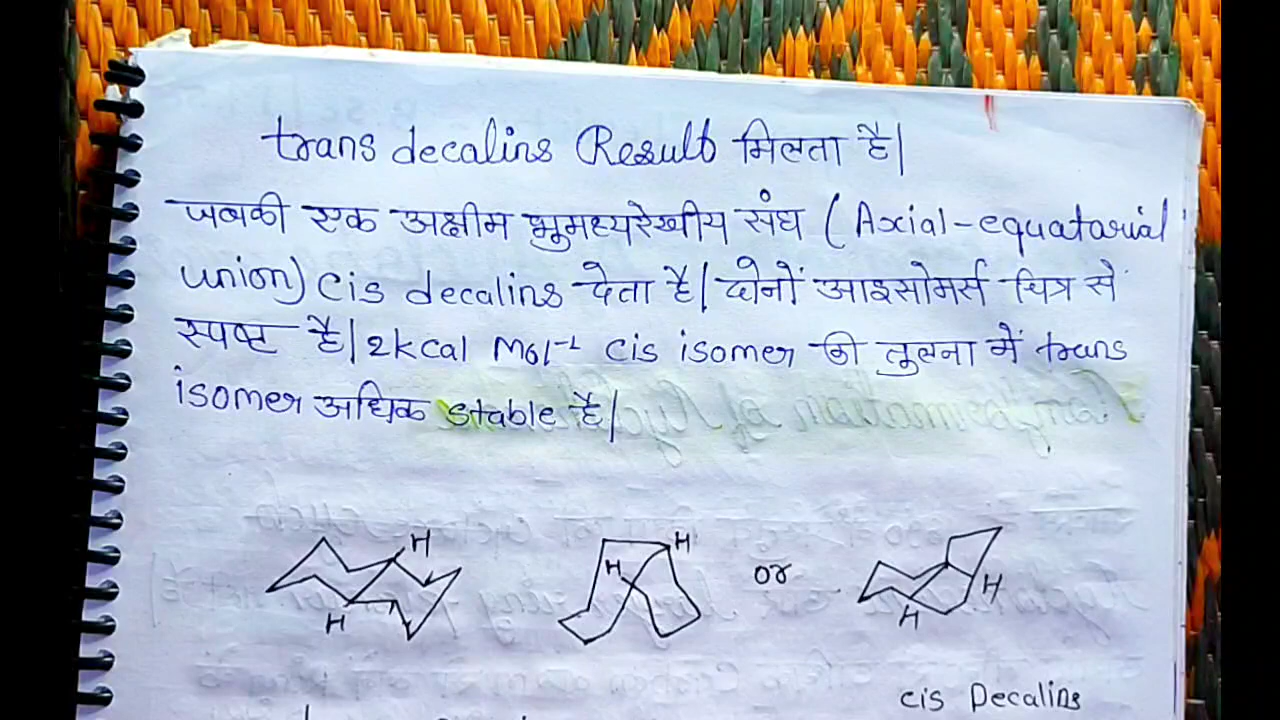 trans decalins Result मिलता है|
जबकी एक अक्षीम भुमध्यरेखीय संघ (Axial-equatarial
union) Cis decalins देता है| दोनों आइसोमर्स चित्र से
स्पष्ट है| 2kcal Mol⁻¹ cis isomer की तुलना में trans
isomer अधिक stable है|
H H H or H
H H
cis Decalins